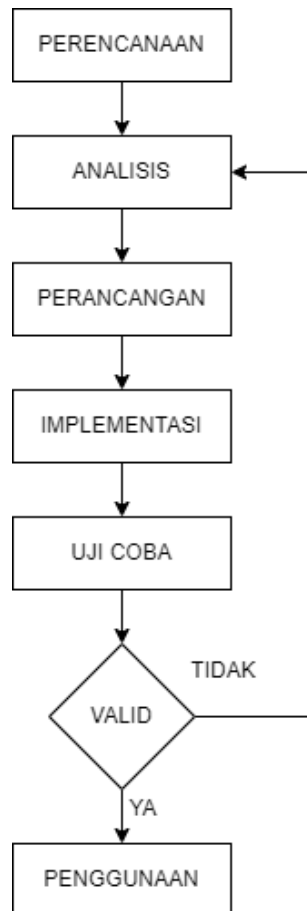 PERENCANAAN
ANALISIS
PERANCANGAN
IMPLEMENTASI
UJI COBA
TIDAK
VALID
YA
PENGGUNAAN